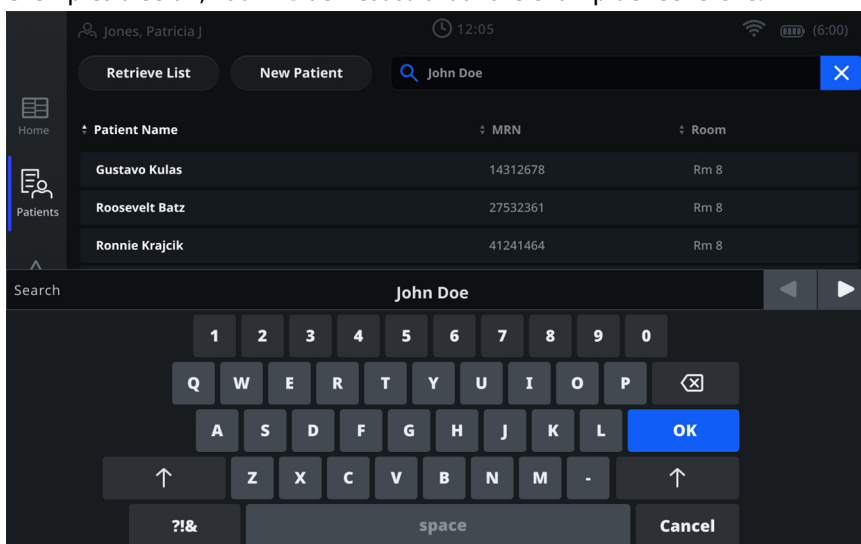 Jones, Patricia J 12:05 (6:00)
Retrieve List New Patient John Doe
Home
Patient Name MRN Room
Gustavo Kulas 14312678 Rm 8
Patients
Roosevelt Batz 27532361 Rm 8
Ronnie Krajcik 41241464 Rm 8
Search John Doe
1 2 3 4 5 6 7 8 9 0
Q W E R T Y U I O P
A S D F G H J K L OK
Z X C V B N M -
?!& space Cancel